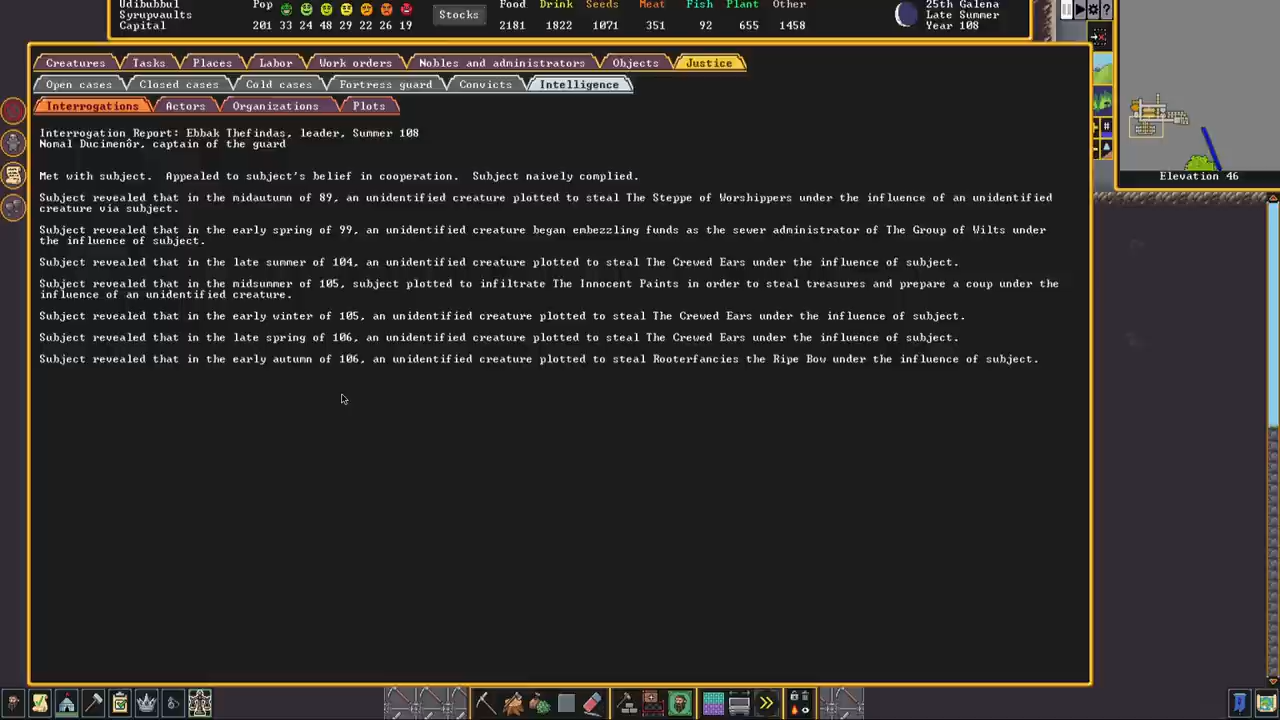 Udibubbul
Syrupvaults
Capital
Pop
201 33 24 48 29 22 26 19
Stocks
Food Drink Seeds Meat Fish Plant Other
2181 1822 1071 351 92 655 1458
25th Galena
Late Summer
Year 108
Elevation 46
Creatures Tasks Places Labor Work orders Nobles and administrators Objects Justice
Open cases Closed cases Cold cases Fortress guard Convicts Intelligence
Interrogations Actors Organizations Plots
Interrogation Report: Ebbak Thefindas, leader, Summer 108
Nomal Ducimenôr, captain of the guard
Met with subject. Appealed to subject's belief in cooperation. Subject naively complied.
Subject revealed that in the midautumn of 89, an unidentified creature plotted to steal The Steppe of Worshippers under the influence of an unidentified
creature via subject.
Subject revealed that in the early spring of 99, an unidentified creature began embezzling funds as the sewer administrator of The Group of Wilts under
the influence of subject.
Subject revealed that in the late summer of 104, an unidentified creature plotted to steal The Crewed Ears under the influence of subject.
Subject revealed that in the midsummer of 105, subject plotted to infiltrate The Innocent Paints in order to steal treasures and prepare a coup under the
influence of an unidentified creature.
Subject revealed that in the early winter of 105, an unidentified creature plotted to steal The Crewed Ears under the influence of subject.
Subject revealed that in the late spring of 106, an unidentified creature plotted to steal The Crewed Ears under the influence of subject.
Subject revealed that in the early autumn of 106, an unidentified creature plotted to steal Rooterfancies the Ripe Bow under the influence of subject.